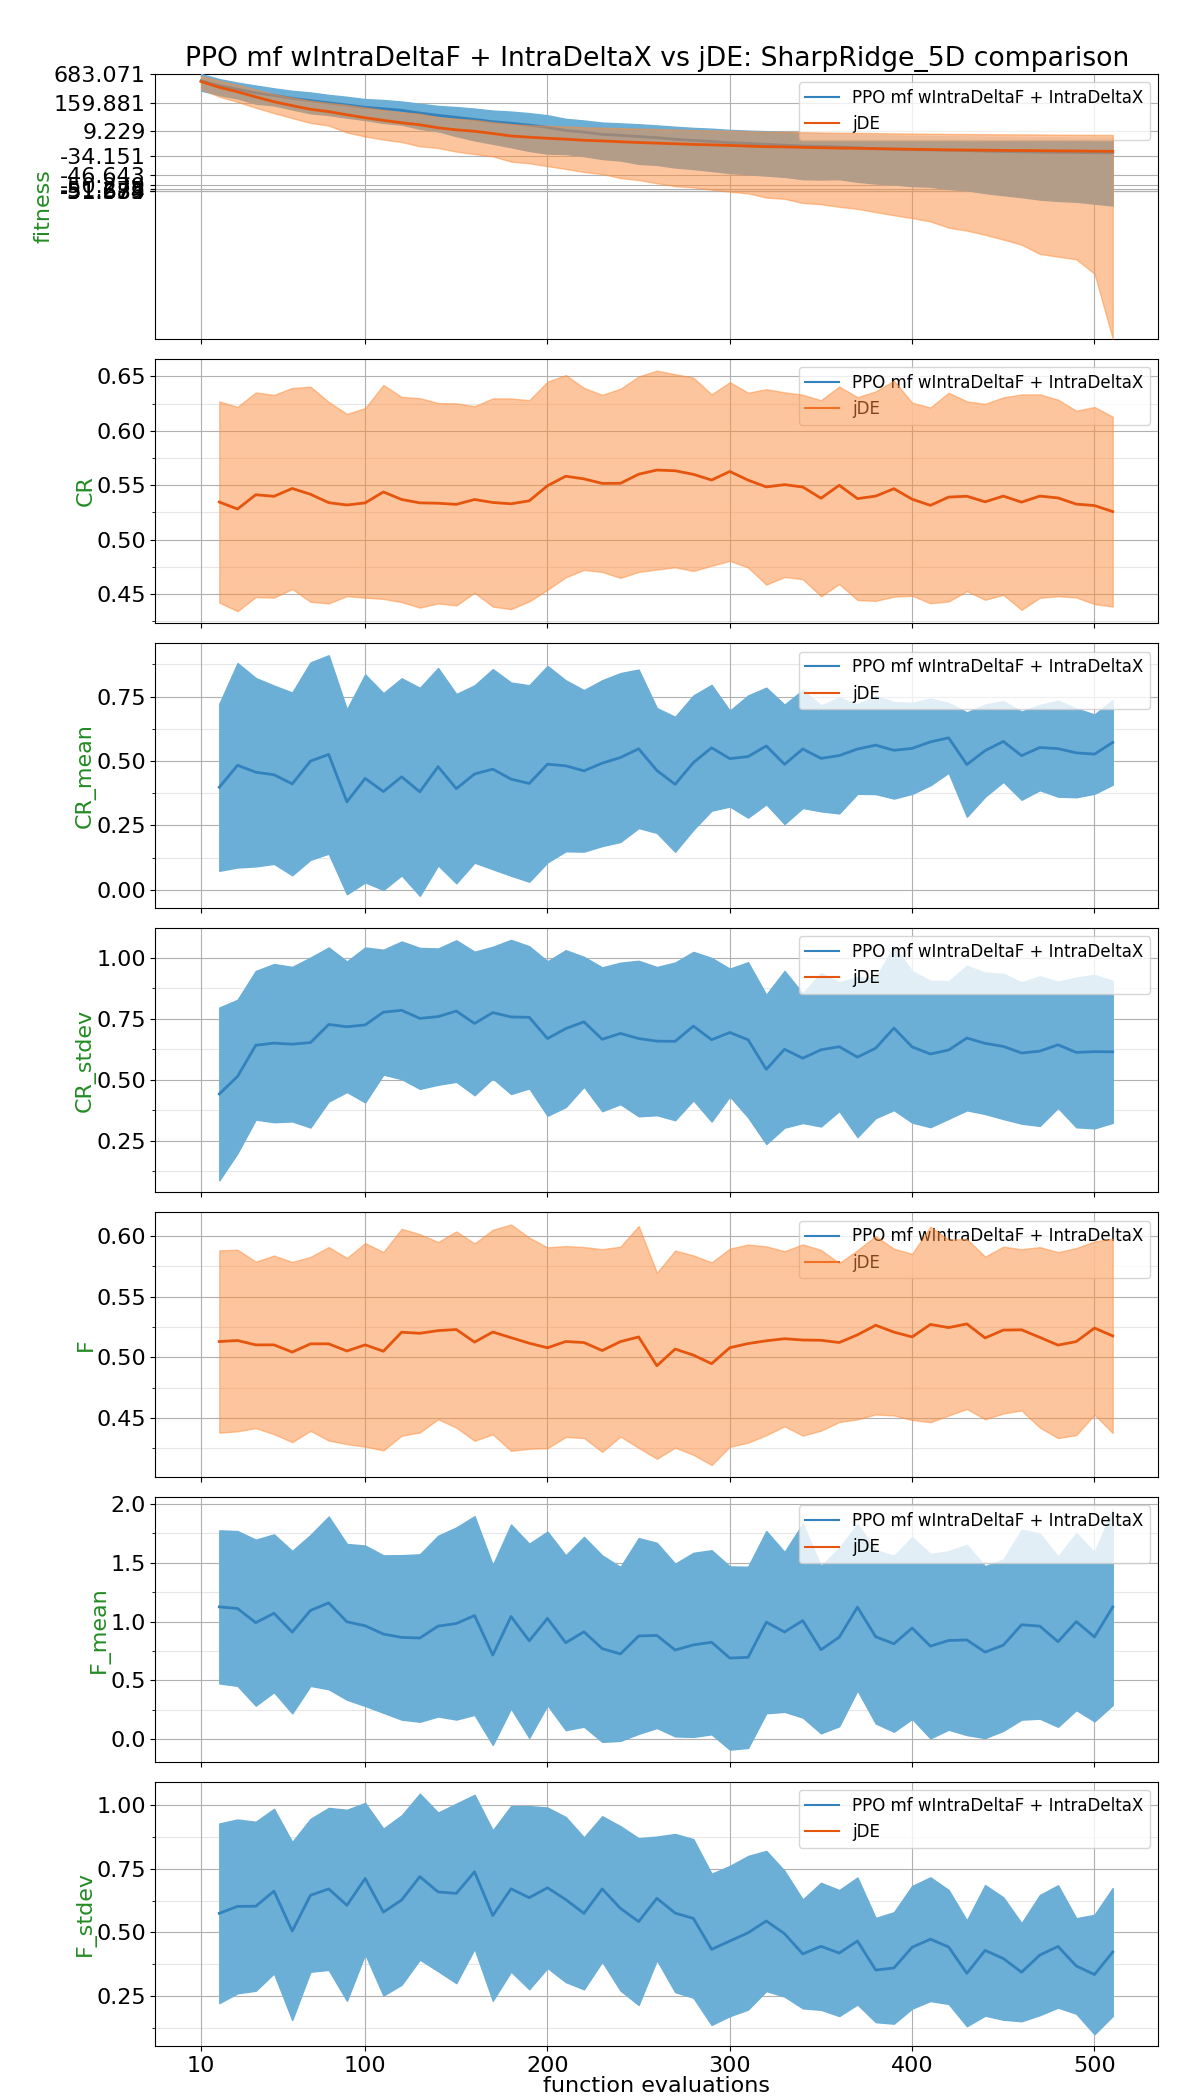 PPO mf wIntraDeltaF + IntraDeltaX vs jDE: SharpRidge_5D comparison
683.071
159.881
9.229
-34.151
-46.643
fitness
PPO mf wIntraDeltaF + IntraDeltaX
jDE
0.65
0.60
0.55
0.50
0.45
CR
PPO mf wIntraDeltaF + IntraDeltaX
jDE
0.75
0.50
0.25
0.00
CR_mean
PPO mf wIntraDeltaF + IntraDeltaX
jDE
1.00
0.75
0.50
0.25
CR_stdev
PPO mf wIntraDeltaF + IntraDeltaX
jDE
0.60
0.55
0.50
0.45
F
PPO mf wIntraDeltaF + IntraDeltaX
jDE
2.0
1.5
1.0
0.5
0.0
F_mean
PPO mf wIntraDeltaF + IntraDeltaX
jDE
1.00
0.75
0.50
0.25
F_stdev
PPO mf wIntraDeltaF + IntraDeltaX
jDE
10 100 200 300 400 500
function evaluations